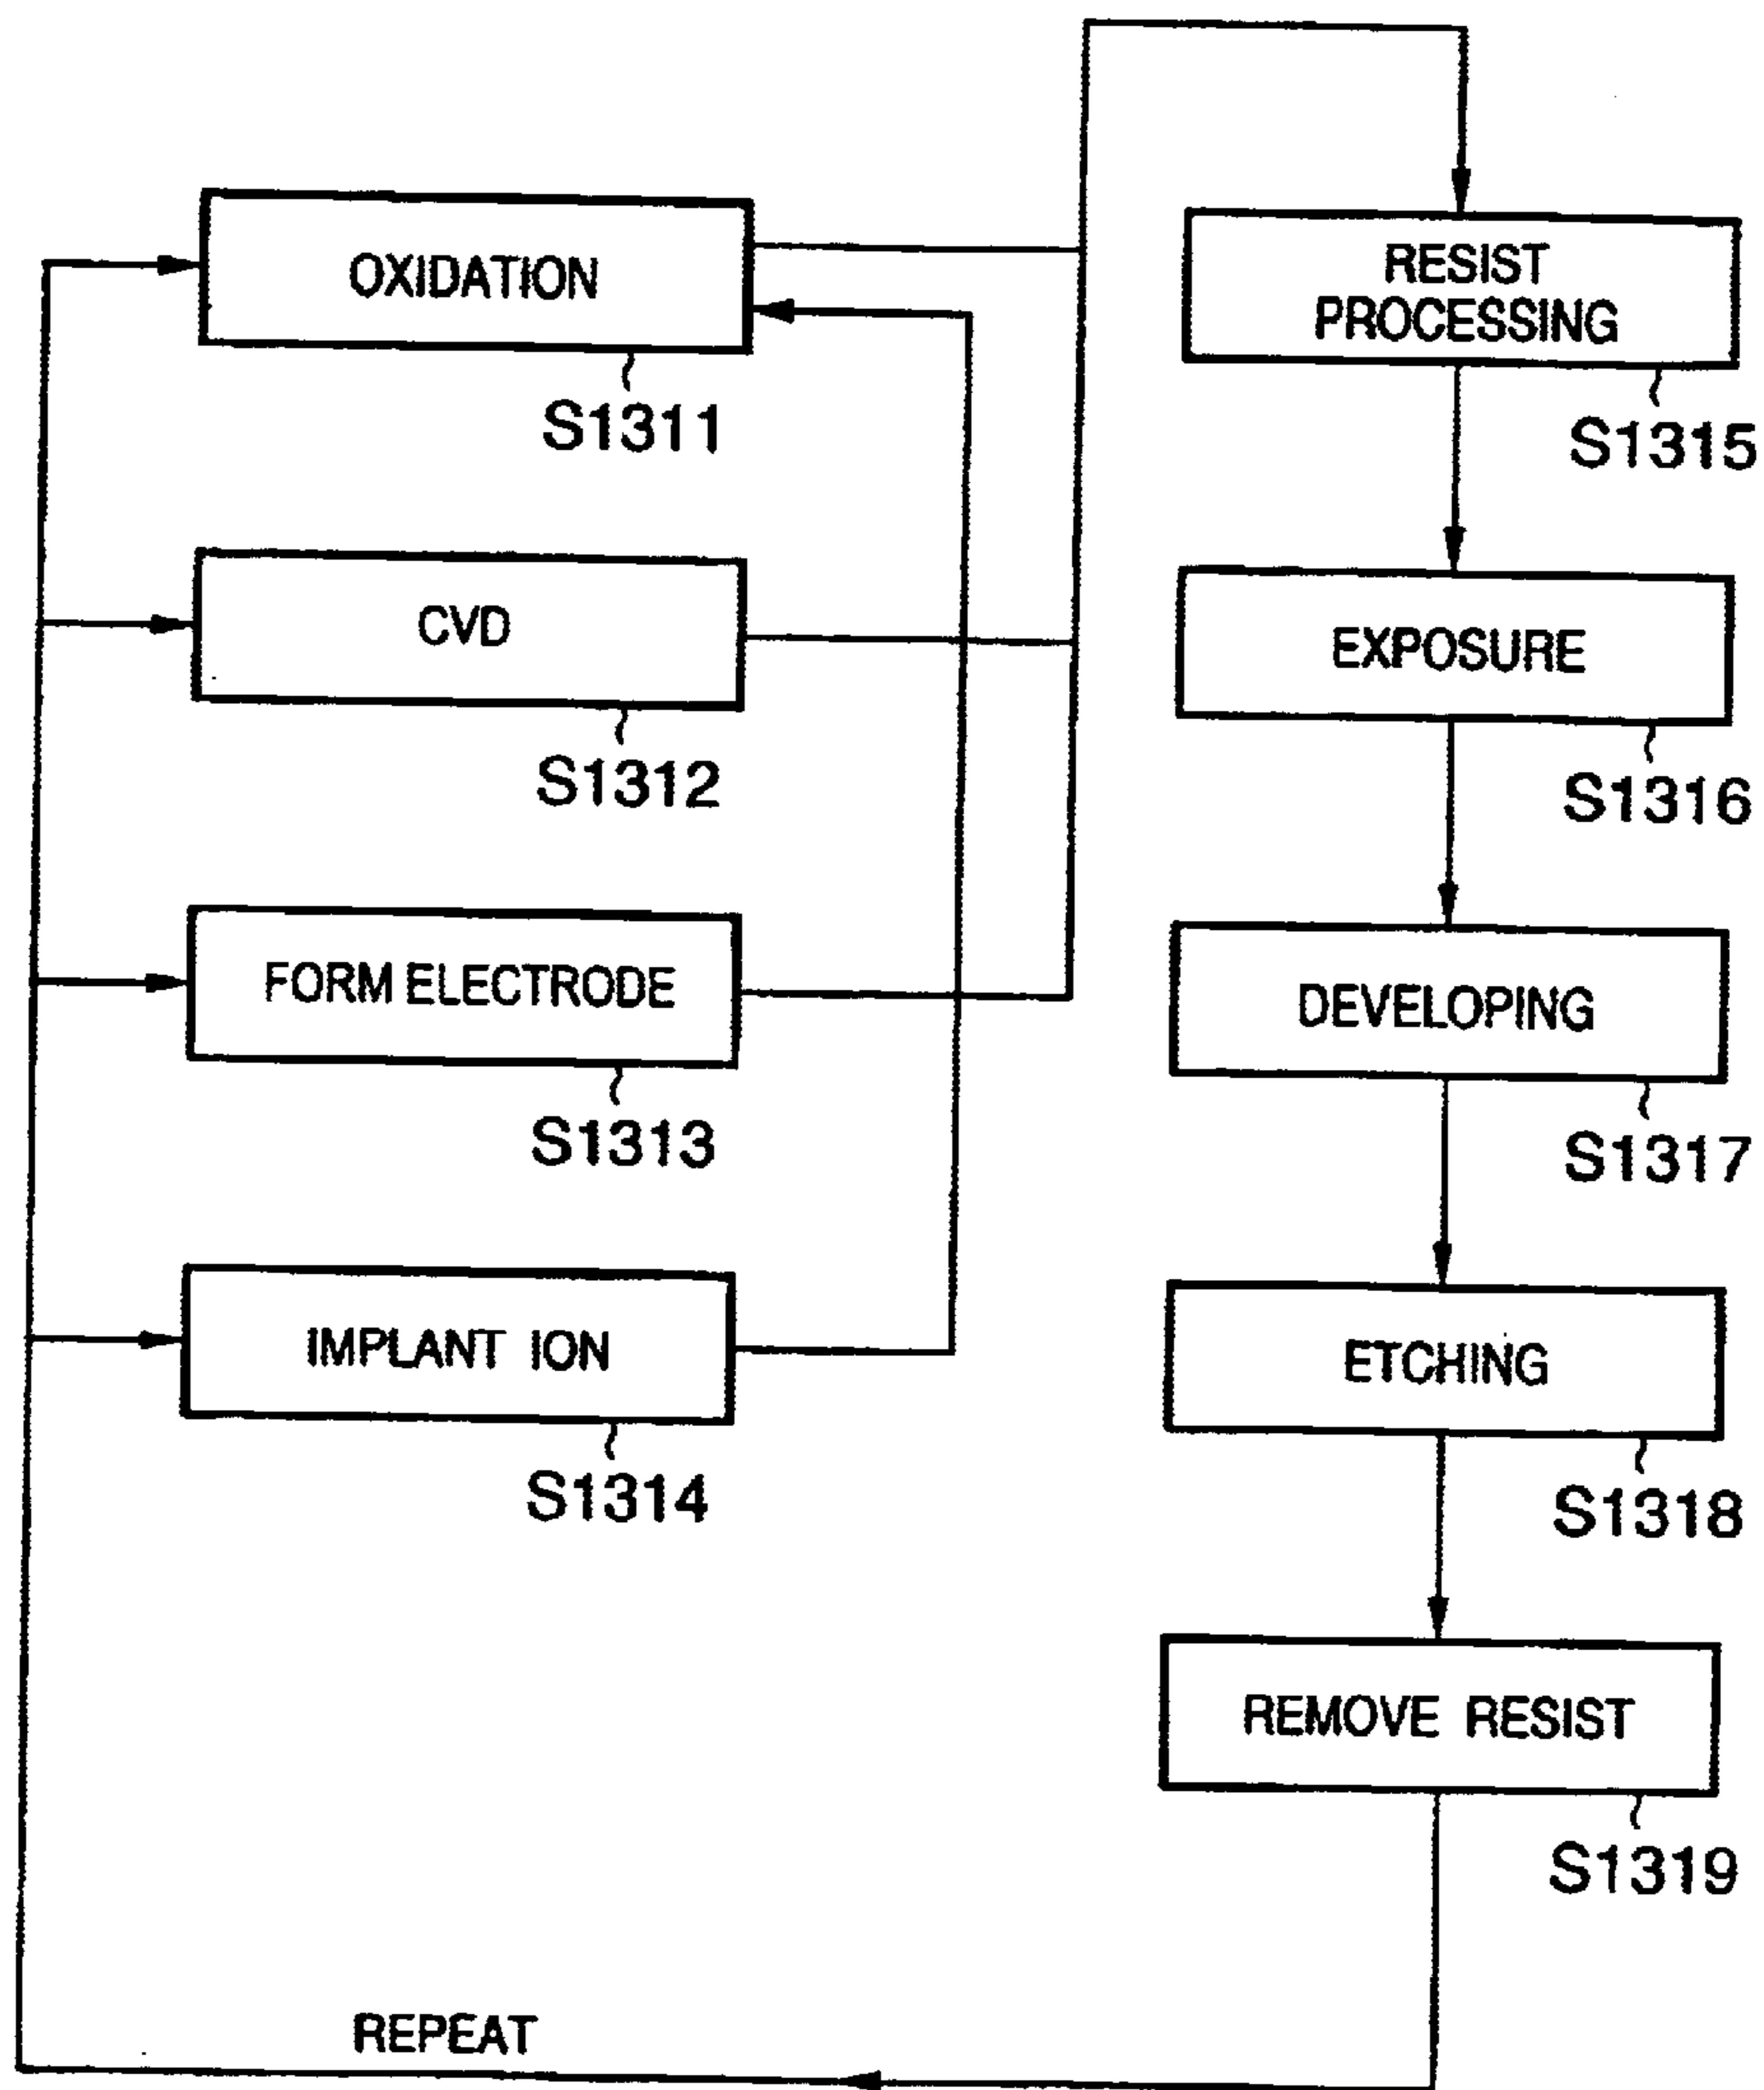 OXIDATION
S1311
CVD
S1312
FORM ELECTRODE
S1313
IMPLANT ION
S1314
RESIST
PROCESSING
S1315
EXPOSURE
S1316
DEVELOPING
S1317
ETCHING
S1318
REMOVE RESIST
S1319
REPEAT